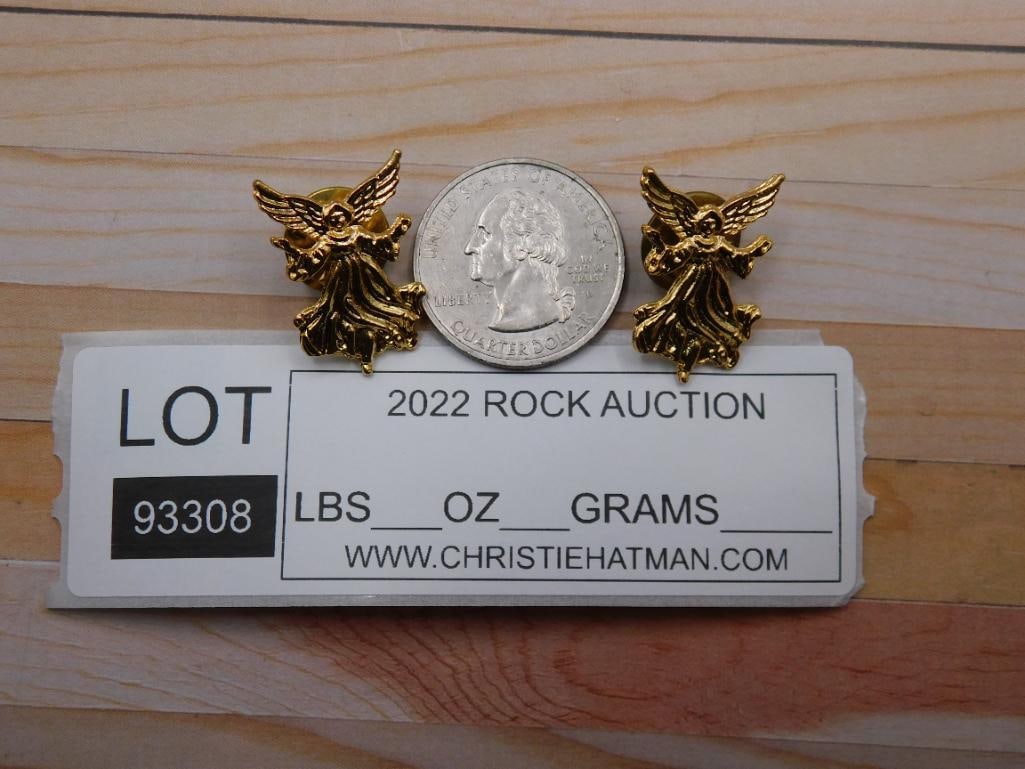 UNITED STATES OF AMERICA
LIBERTY
IN
GOD WE
TRUST
QUARTER DOLLAR
LOT
93308
2022 ROCK AUCTION
LBS___OZ___GRAMS_____
WWW.CHRISTIEHATMAN.COM